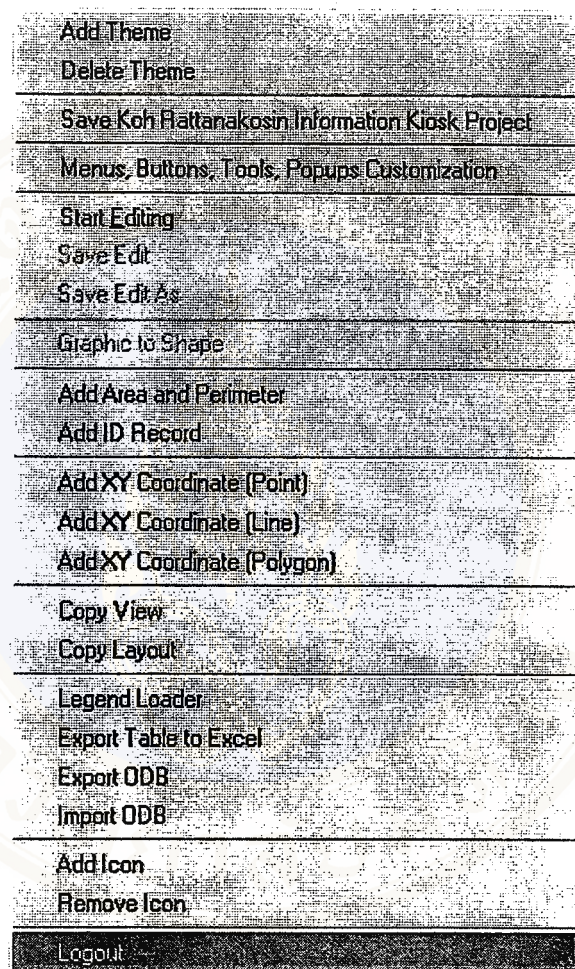 Add Theme
Delete Theme
Save Koh Rattanakosin Information Kiosk Project
Menus, Buttons, Tools, Popups Customization
Start Editing
Save Edit
Save Edit As
Graphic to Shape
Add Area and Perimeter
Add ID Record
Add XY Coordinate (Point)
Add XY Coordinate (Line)
Add XY Coordinate (Polygon)
Copy View
Copy Layout
Legend Loader
Export Table to Excel
Export ODB
Import ODB
Add Icon
Remove Icon
Logout